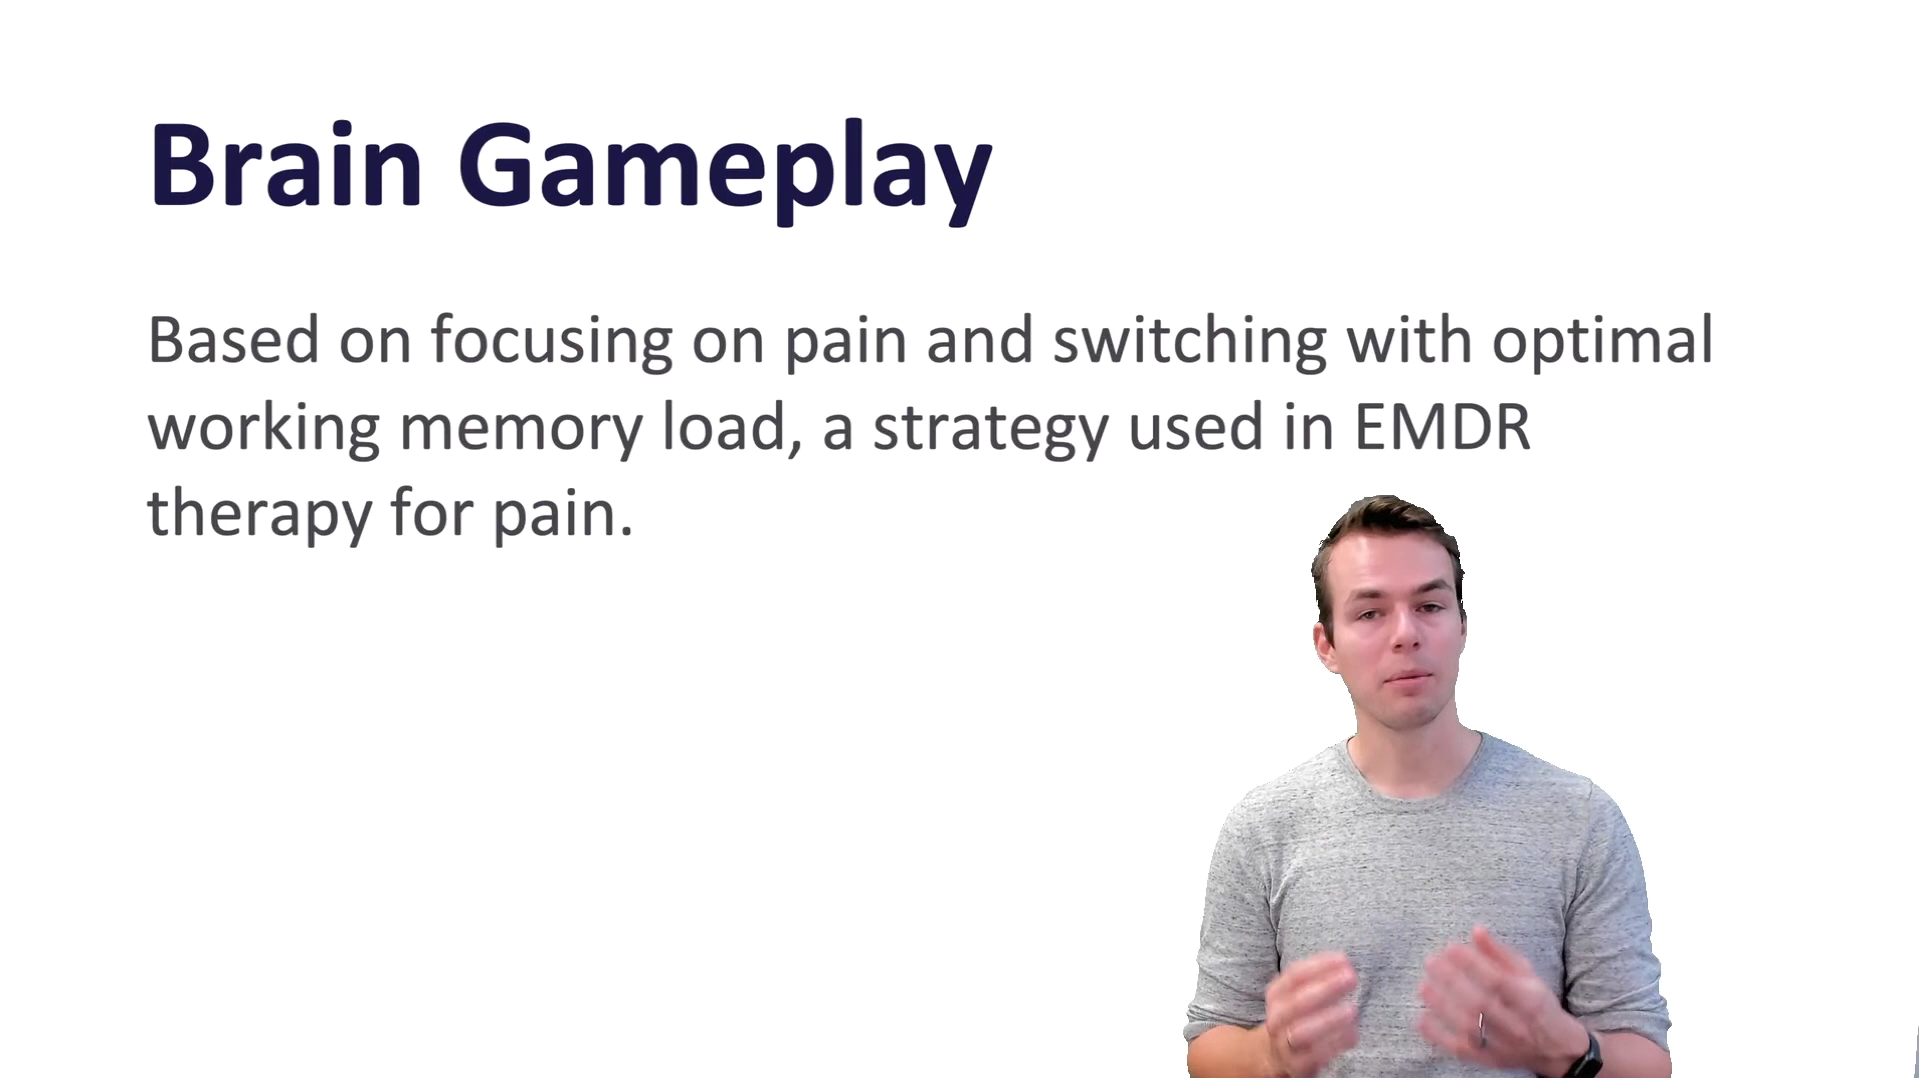 Brain Gameplay
Based on focusing on pain and switching with optimal
working memory load, a strategy used in EMDR
therapy for pain.